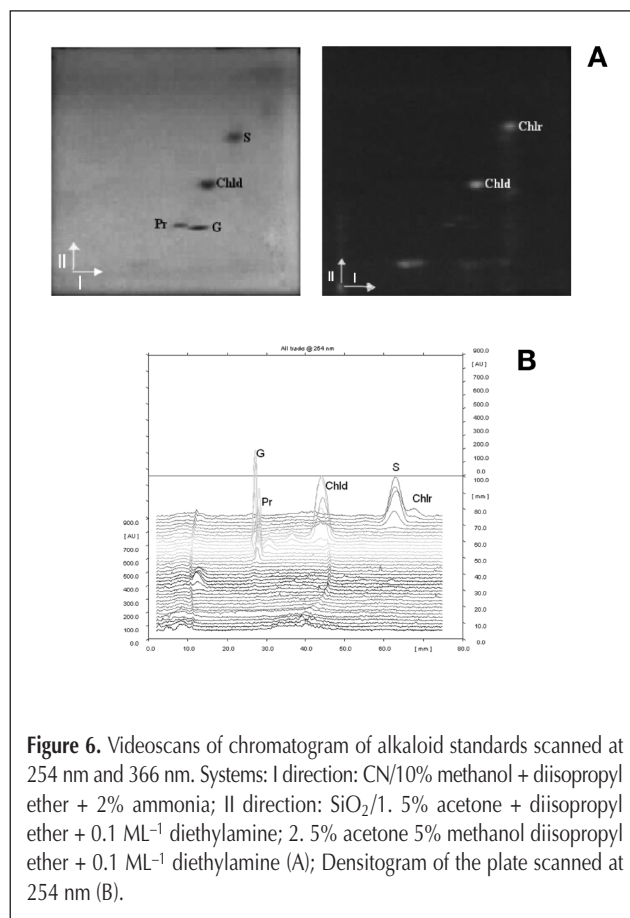 A
S
Chld
Pr
G
II
I
Chlr
Chld
II
I
B
All tracks @ 254 nm
900.0
[ AU ]
700.0
600.0
500.0
400.0
300.0
200.0
100.0
0.0
G
Pr
Chld
S
Chlr
100.0
[ mm ]
80.0
70.0
60.0
50.0
40.0
30.0
20.0
10.0
0.0
900.0
[ AU ]
700.0
600.0
500.0
400.0
300.0
200.0
100.0
0.0
0.0 10.0 20.0 30.0 40.0 50.0 60.0 [ mm ] 80.0
Figure 6. Videoscans of chromatogram of alkaloid standards scanned at
254 nm and 366 nm. Systems: I direction: CN/10% methanol + diisopropyl
ether + 2% ammonia; II direction: SiO₂/1. 5% acetone + diisopropyl
ether + 0.1 ML⁻¹ diethylamine; 2. 5% acetone 5% methanol diisopropyl
ether + 0.1 ML⁻¹ diethylamine (A); Densitogram of the plate scanned at
254 nm (B).